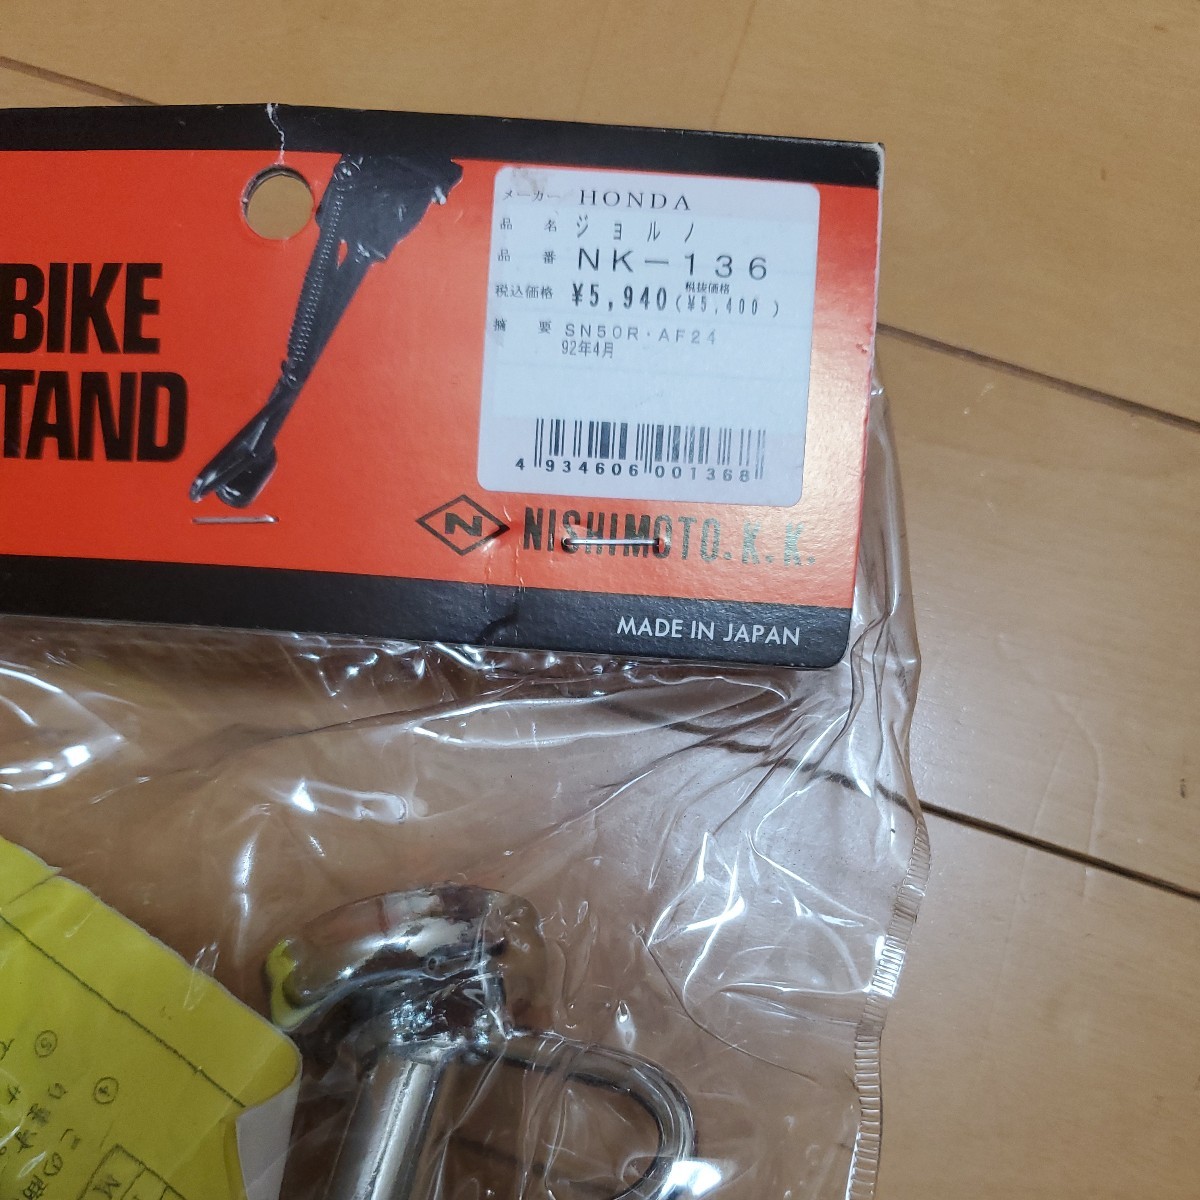 BIKE
TAND
メーカー HONDA
品名 ジョルノ
品番 NK-136
税込価格 ¥5,940(税抜価格 ¥5,400)
摘要 SN50R・AF24
92年4月
4 934606 001368
N NISHIMOTO.K.K.
MADE IN JAPAN
⑤
④
M